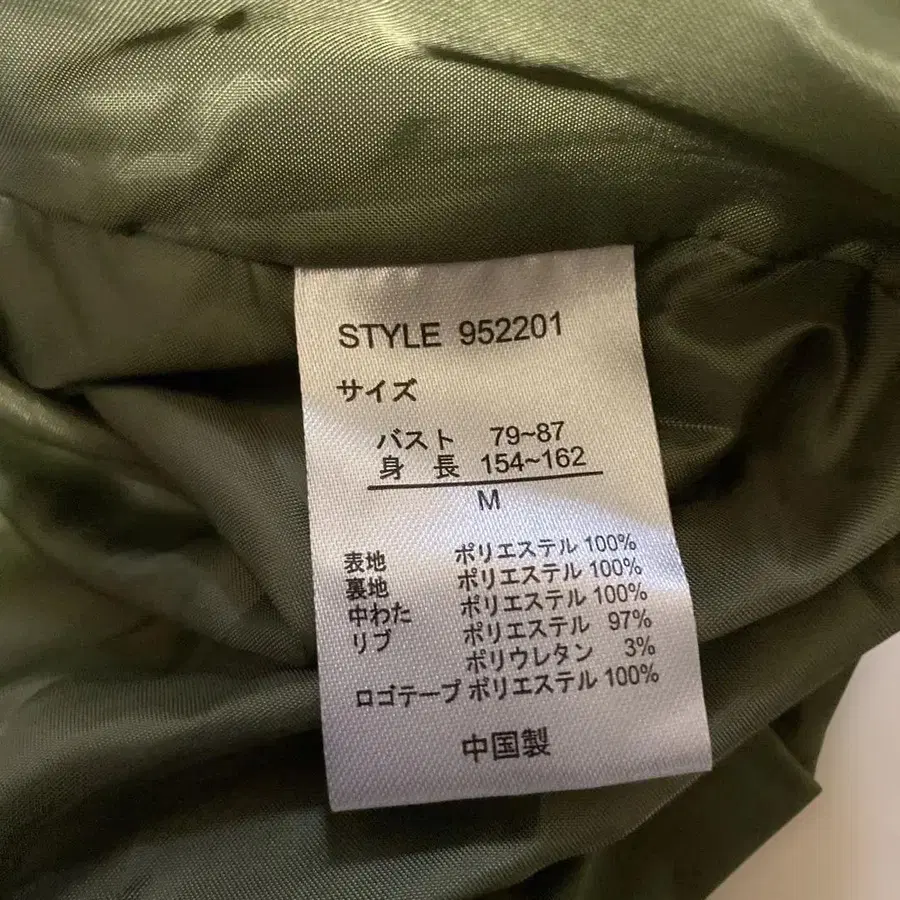 STYLE 952201
サイズ
バスト 79~87
身 長 154~162
M
表地 ポリエステル 100%
裏地 ポリエステル 100%
中わた ポリエステル 100%
リブ ポリエステル 97%
ポリウレタン 3%
ロゴテープ ポリエステル 100%
中国製